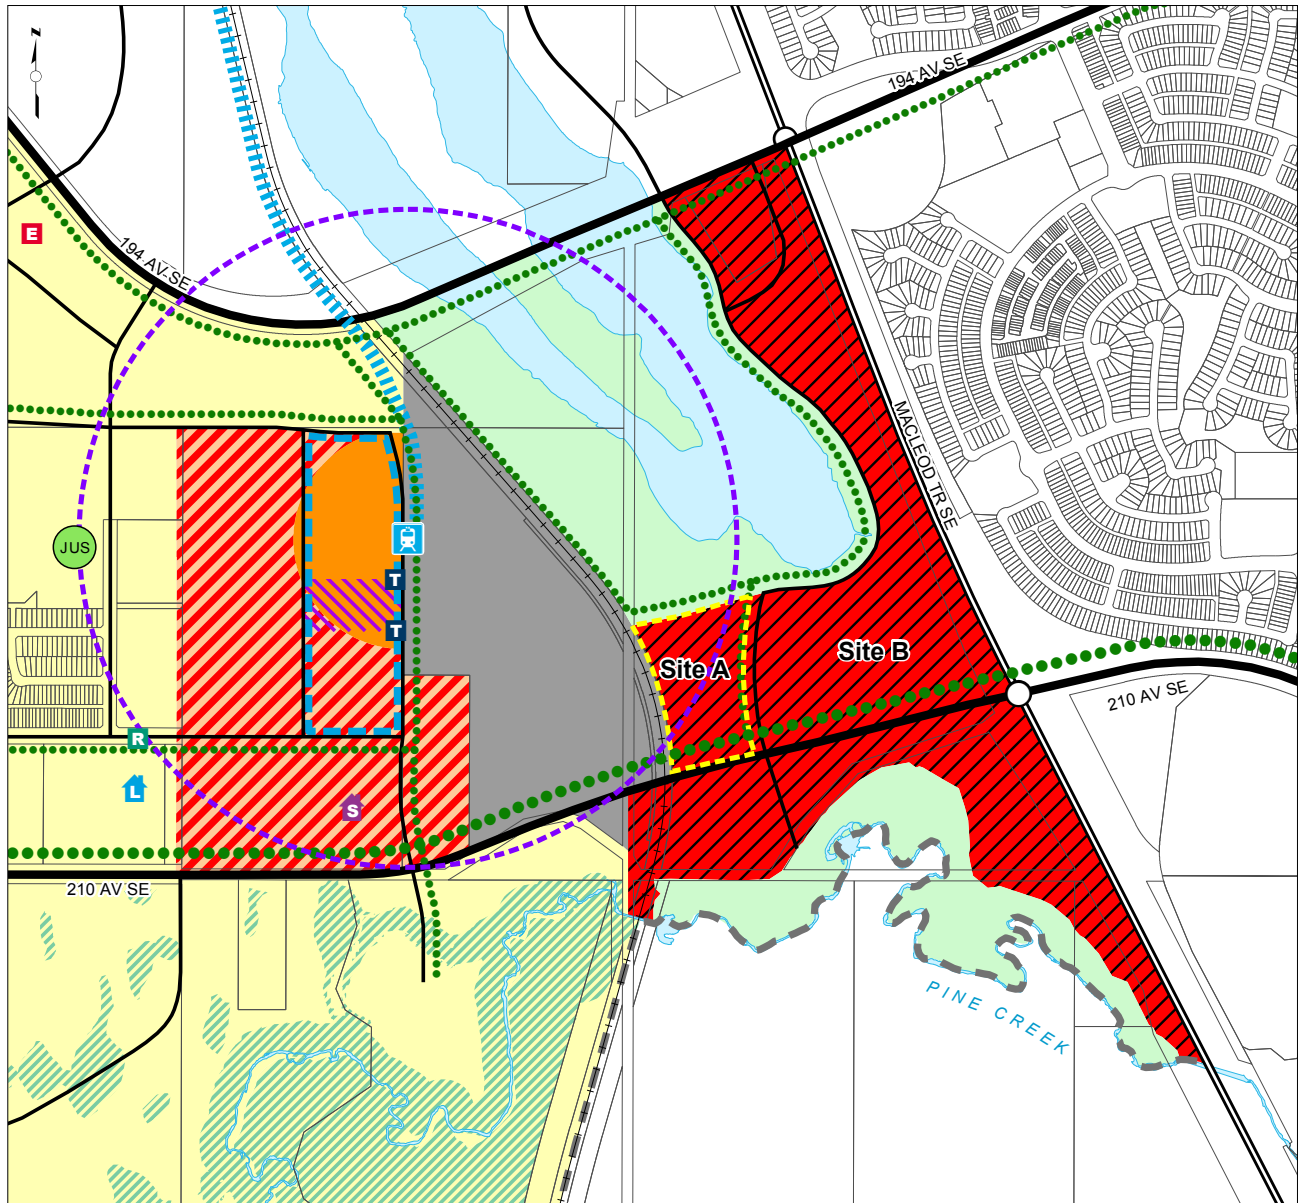 N
194 AV SE
E
194 AV SE
MACLEOD TR SE
JUS
T
T
Site A
Site B
210 AV SE
R
L
S
210 AV SE
PINE CREEK